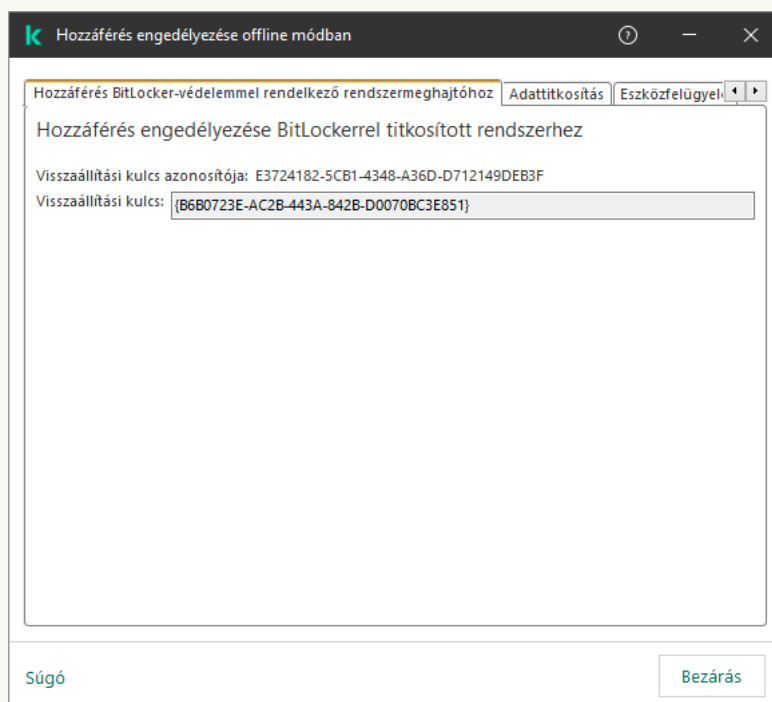 Hozzáférés engedélyezése offline módban
Hozzáférés BitLocker-védelemmel rendelkező rendszermeghajtóhoz Adattitkosítás Eszközfelügyel
Hozzáférés engedélyezése BitLockerrel titkosított rendszerhez
Visszaállítási kulcs azonosítója: E3724182-5CB1-4348-A36D-D712149DEB3F
Visszaállítási kulcs: {B6B0723E-AC2B-443A-842B-D0070BC3E851}
Súgó Bezárás